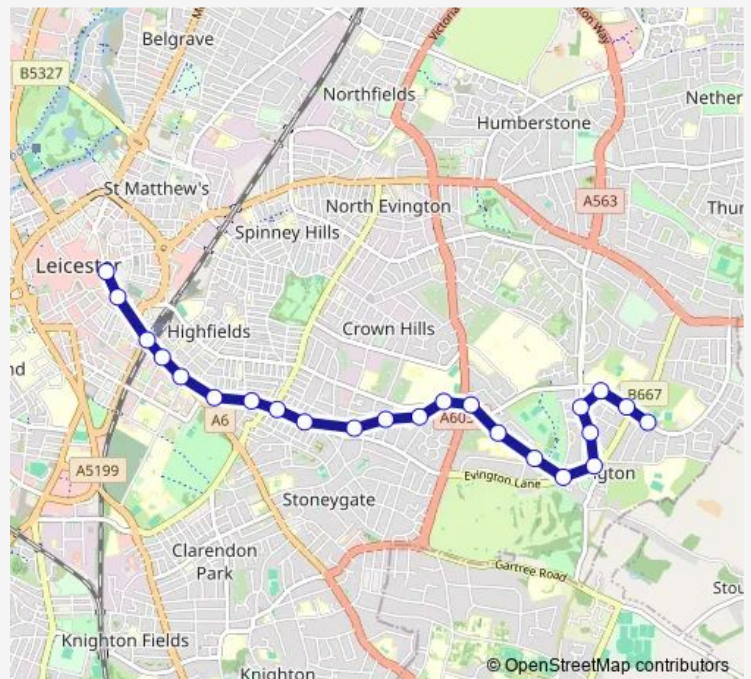 Belgrave
B5327
Victoria
Northfields
Humberstone
Nether
St Matthew's
North Evington
A563
Thur
Spinney Hills
Leicester
Highfields
Crown Hills
nd
A6
A603
B667
A5199
Evington Lane
gton
Stoneygate
Clarendon
Park
Gartree Road
Stou
Knighton Fields
Knighton
© OpenStreetMap contributors